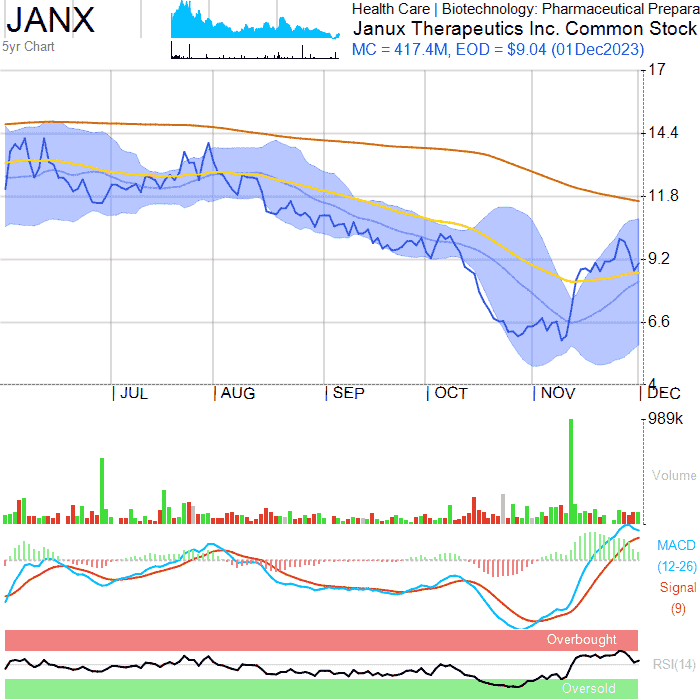 JANX
5yr Chart
Health Care | Biotechnology: Pharmaceutical Prepara
Janux Therapeutics Inc. Common Stock
MC = 417.4M, EOD = $9.04 (01Dec2023)
17
14.4
11.8
9.2
6.6
4
JUL
AUG
SEP
OCT
NOV
DEC
989k
Volume
MACD
(12-26)
Signal
(9)
Overbought
RSI(14)
Oversold